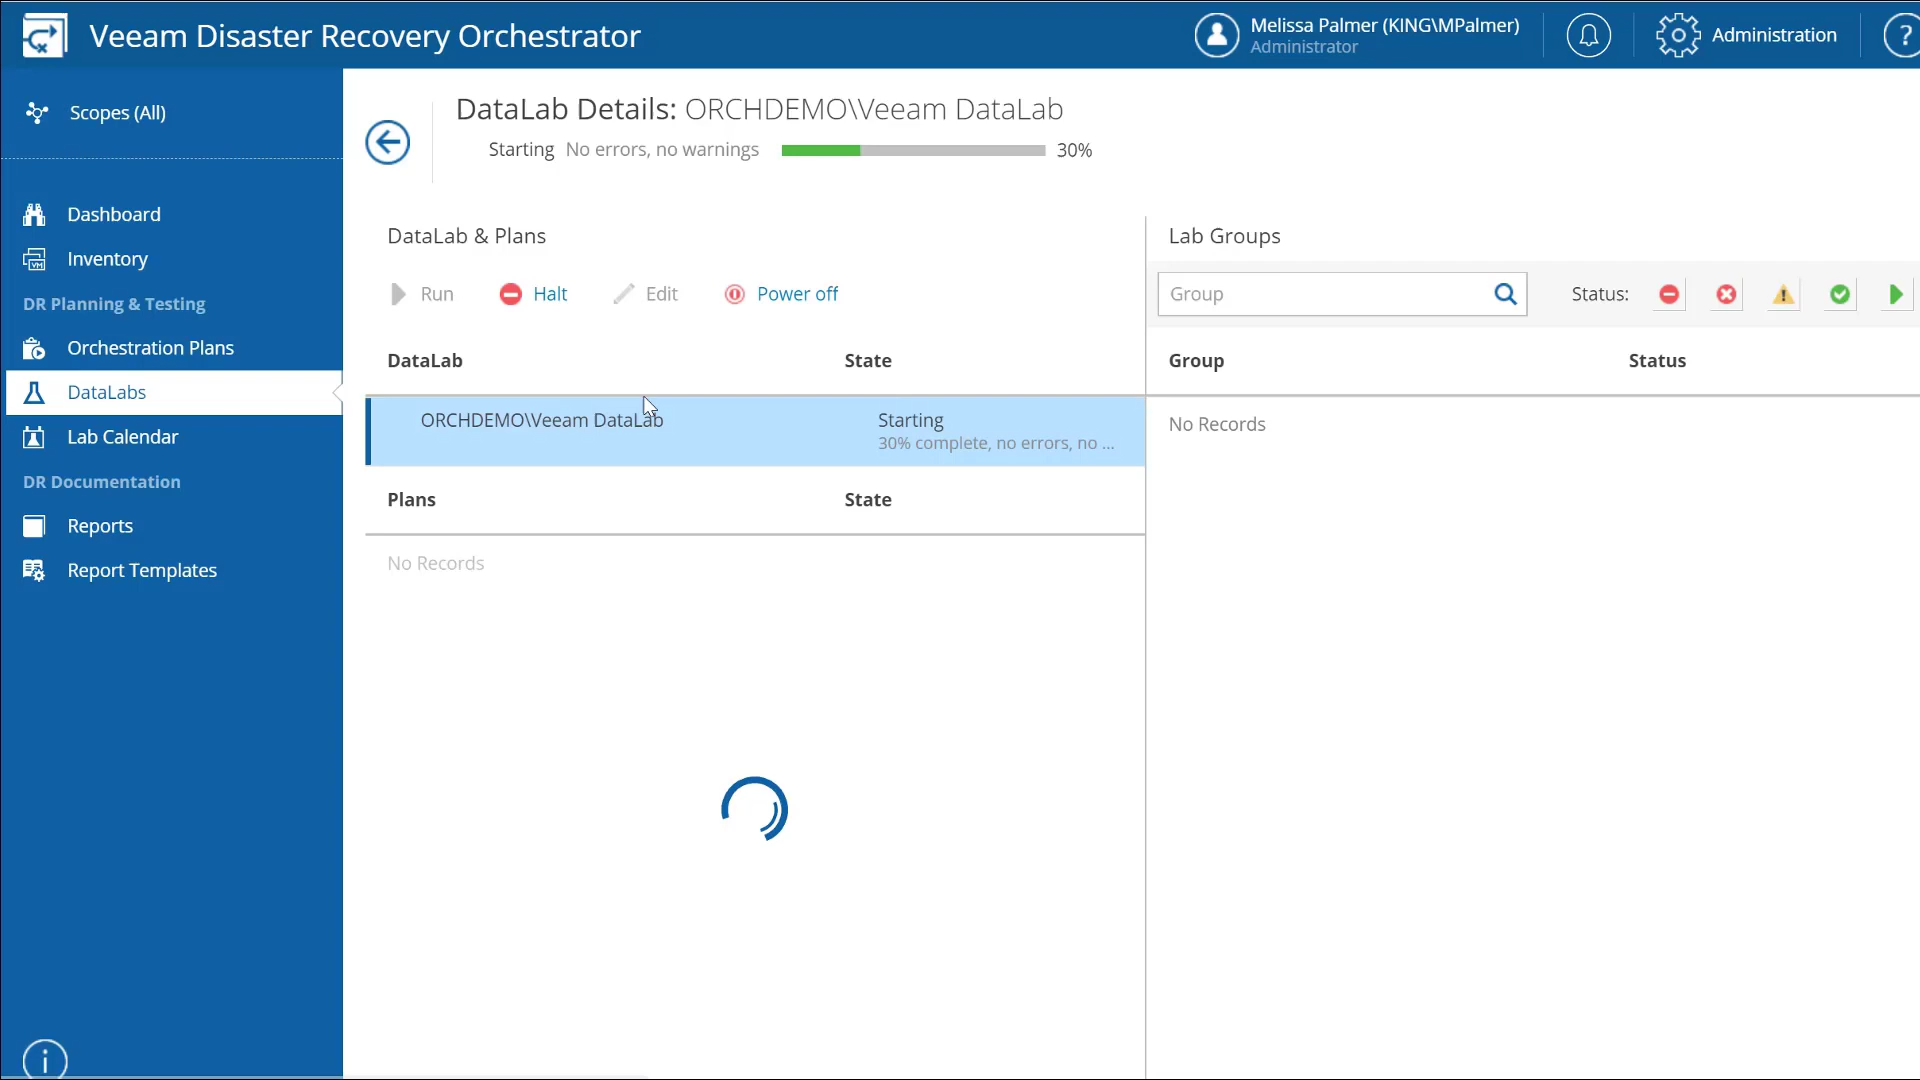 Veeam Disaster Recovery Orchestrator
Melissa Palmer (KING\MPalmer)
Administrator
Administration
?
Scopes (All)
Dashboard
Inventory
DR Planning & Testing
Orchestration Plans
DataLabs
Lab Calendar
DR Documentation
Reports
Report Templates
DataLab Details: ORCHDEMO\Veeam DataLab
Starting No errors, no warnings 30%
DataLab & Plans
Run Halt Edit Power off
DataLab State
ORCHDEMO\Veeam DataLab Starting
30% complete, no errors, no ...
Plans State
No Records
Lab Groups
Group Status:
Group Status
No Records